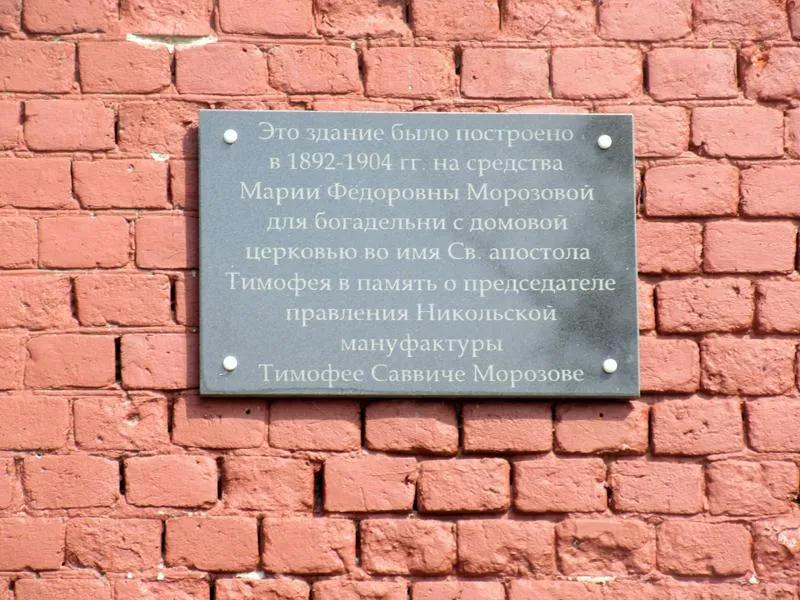 Это здание было построено
в 1892-1904 гг. на средства
Марии Фёдоровны Морозовой
для богадельни с домовой
церковью во имя Св. апостола
Тимофея в память о председателе
правления Никольской
мануфактуры
Тимофее Саввиче Морозове